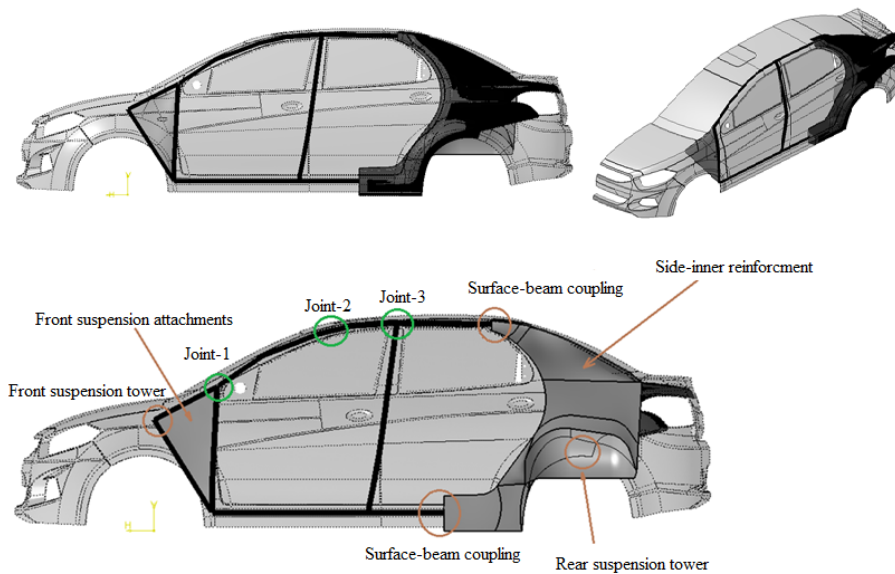 Side-inner reinforcment
Surface-beam coupling
Joint-2
Joint-3
Front suspension attachments
Joint-1
Front suspension tower
Surface-beam coupling
Rear suspension tower
Y
Y
H